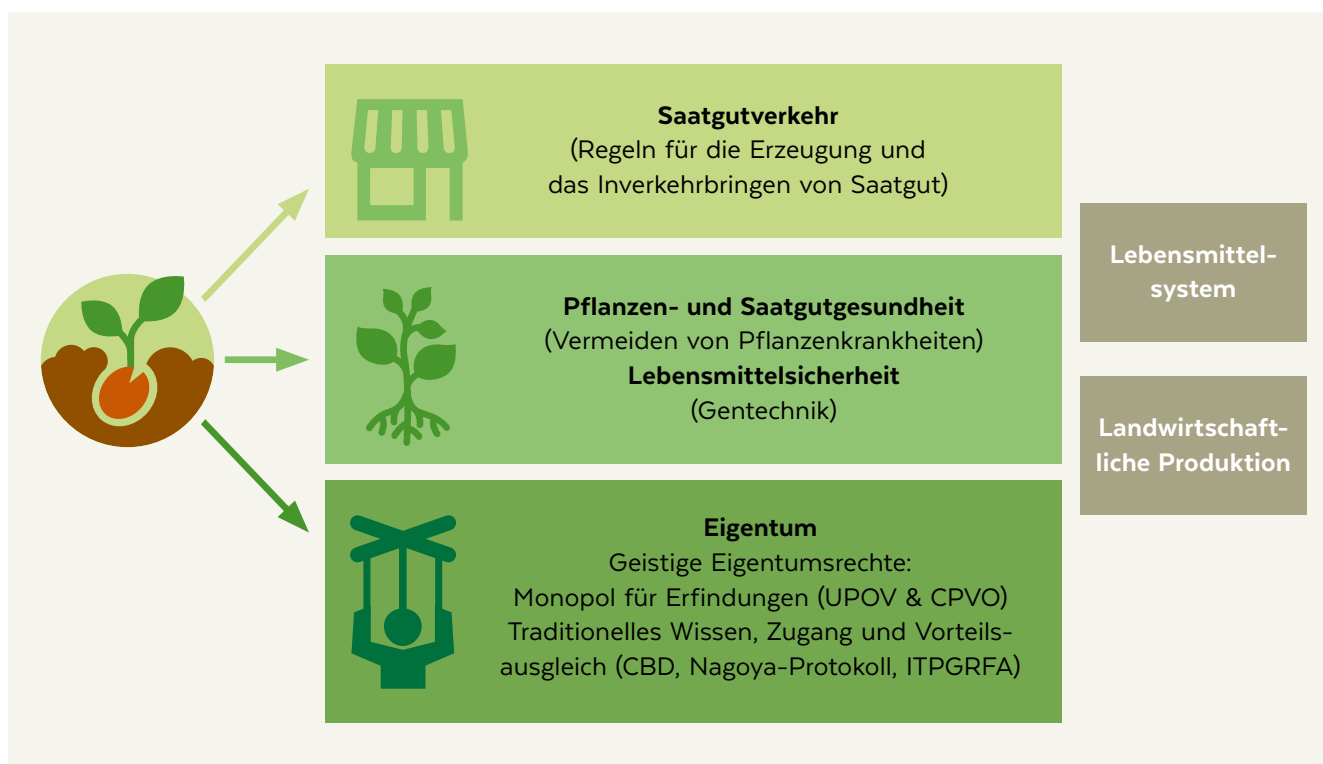 Saatgutverkehr
(Regeln für die Erzeugung und
das Inverkehrbringen von Saatgut)
Pflanzen- und Saatgutgesundheit
(Vermeiden von Pflanzenkrankheiten)
Lebensmittelsicherheit
(Gentechnik)
Eigentum
Geistige Eigentumsrechte:
Monopol für Erfindungen (UPOV & CPVO)
Traditionelles Wissen, Zugang und Vorteils-
ausgleich (CBD, Nagoya-Protokoll, ITPGRFA)
Lebensmittel-
system
Landwirtschaft-
liche Produktion